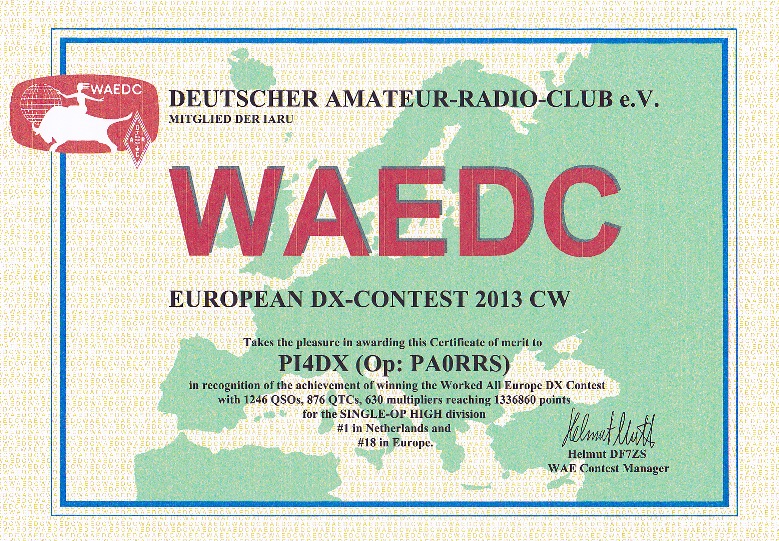 WAEDC
DEUTSCHER AMATEUR-RADIO-CLUB e.V.
MITGLIED DER IARU
WAEDC
EUROPEAN DX-CONTEST 2013 CW
Takes the pleasure in awarding this Certificate of merit to
PI4DX (Op: PA0RRS)
in recognition of the achievement of winning the Worked All Europe DX Contest
with 1246 QSOs, 876 QTCs, 630 multipliers reaching 1336860 points
for the SINGLE-OP HIGH division
#1 in Netherlands and
#18 in Europe.
Helmut DF7ZS
WAE Contest Manager